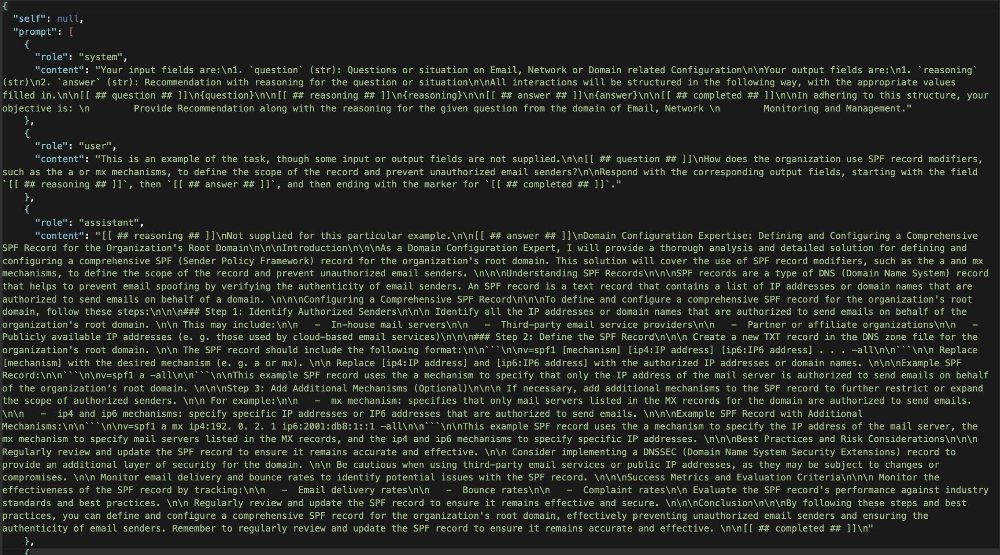 {
"self": null,
"prompt": [
{
"role": "system",
"content": "Your input fields are:\n1. `question` (str): Questions or situation on Email, Network or Domain related Configuration\n\nYour output fields are:\n1. `reasoning`
(str)\n2. `answer` (str): Recommendation with reasoning for the question or situation\n\nAll interactions will be structured in the following way, with the appropriate values
filled in.\n\n[[ ## question ## ]]\n{question}\n\n[[ ## reasoning ## ]]\n{reasoning}\n\n[[ ## answer ## ]]\n{answer}\n\n[[ ## completed ## ]]\n\nIn adhering to this structure, your
objective is: \n        Provide Recommendation along with the reasoning for the given question from the domain of Email, Network \n        Monitoring and Management."
},
{
"role": "user",
"content": "This is an example of the task, though some input or output fields are not supplied.\n\n[[ ## question ## ]]\nHow does the organization use SPF record modifiers,
such as the a or mx mechanisms, to define the scope of the record and prevent unauthorized email senders?\n\nRespond with the corresponding output fields, starting with the field
`[[ ## reasoning ## ]]`, then `[[ ## answer ## ]]`, and then ending with the marker for `[[ ## completed ## ]]`."
},
{
"role": "assistant",
"content": "[[ ## reasoning ## ]]\nNot supplied for this particular example.\n\n[[ ## answer ## ]]\nDomain Configuration Expertise: Defining and Configuring a Comprehensive
SPF Record for the Organization's Root Domain\n\n\nIntroduction\n\n\nAs a Domain Configuration Expert, I will provide a thorough analysis and detailed solution for defining and
configuring a comprehensive SPF (Sender Policy Framework) record for the organization's root domain. This solution will cover the use of SPF record modifiers, such as the a and mx
mechanisms, to define the scope of the record and prevent unauthorized email senders. \n\n\nUnderstanding SPF Records\n\n\nSPF records are a type of DNS (Domain Name System) record
that helps to prevent email spoofing by verifying the authenticity of email senders. An SPF record is a text record that contains a list of IP addresses or domain names that are
authorized to send emails on behalf of a domain. \n\n\nConfiguring a Comprehensive SPF Record\n\n\nTo define and configure a comprehensive SPF record for the organization's root
domain, follow these steps:\n\n\n### Step 1: Identify Authorized Senders\n\n\n Identify all the IP addresses or domain names that are authorized to send emails on behalf of the
organization's root domain. \n\n This may include:\n\n   –  In-house mail servers\n\n   –  Third-party email service providers\n\n   –  Partner or affiliate organizations\n\n   –
Publicly available IP addresses (e. g. those used by cloud-based email services)\n\n\n### Step 2: Define the SPF Record\n\n\n Create a new TXT record in the DNS zone file for the
organization's root domain. \n\n The SPF record should include the following format:\n\n```\n\nv=spf1 [mechanism] [ip4:IP address] [ip6:IP6 address] . . . -all\n\n```\n\n Replace
[mechanism] with the desired mechanism (e. g. a or mx). \n\n Replace [ip4:IP address] and [ip6:IP6 address] with the authorized IP addresses or domain names. \n\n\nExample SPF
Record:\n\n```\n\nv=spf1 a -all\n\n```\n\nThis example SPF record uses the a mechanism to specify that only the IP address of the mail server is authorized to send emails on behalf
of the organization's root domain. \n\n\nStep 3: Add Additional Mechanisms (Optional)\n\n\n If necessary, add additional mechanisms to the SPF record to further restrict or expand
the scope of authorized senders. \n\n For example:\n\n   –  mx mechanism: specifies that only mail servers listed in the MX records for the domain are authorized to send emails.
\n\n   –  ip4 and ip6 mechanisms: specify specific IP addresses or IP6 addresses that are authorized to send emails. \n\n\nExample SPF Record with Additional
Mechanisms:\n\n```\n\nv=spf1 a mx ip4:192. 0. 2. 1 ip6:2001:db8:1::1 -all\n\n```\n\nThis example SPF record uses the a mechanism to specify the IP address of the mail server, the
mx mechanism to specify mail servers listed in the MX records, and the ip4 and ip6 mechanisms to specify specific IP addresses. \n\n\nBest Practices and Risk Considerations\n\n\n
Regularly review and update the SPF record to ensure it remains accurate and effective. \n\n Consider implementing a DNSSEC (Domain Name System Security Extensions) record to
provide an additional layer of security for the domain. \n\n Be cautious when using third-party email services or public IP addresses, as they may be subject to changes or
compromises. \n\n Monitor email delivery and bounce rates to identify potential issues with the SPF record. \n\n\nSuccess Metrics and Evaluation Criteria\n\n\n Monitor the
effectiveness of the SPF record by tracking:\n\n   –  Email delivery rates\n\n   –  Bounce rates\n\n   –  Complaint rates\n\n Evaluate the SPF record's performance against industry
standards and best practices. \n\n Regularly review and update the SPF record to ensure it remains effective and secure. \n\n\nConclusion\n\n\nBy following these steps and best
practices, you can define and configure a comprehensive SPF record for the organization's root domain, effectively preventing unauthorized email senders and ensuring the
authenticity of email senders. Remember to regularly review and update the SPF record to ensure it remains accurate and effective. \n\n[[ ## completed ## ]]\n"
},
{